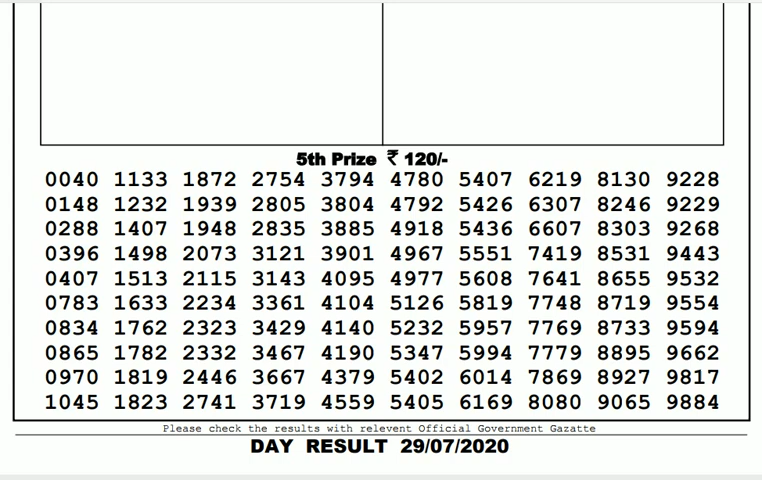 5th Prize ₹ 120/-
0040 1133 1872 2754 3794 4780 5407 6219 8130 9228
0148 1232 1939 2805 3804 4792 5426 6307 8246 9229
0288 1407 1948 2835 3885 4918 5436 6607 8303 9268
0396 1498 2073 3121 3901 4967 5551 7419 8531 9443
0407 1513 2115 3143 4095 4977 5608 7641 8655 9532
0783 1633 2234 3361 4104 5126 5819 7748 8719 9554
0834 1762 2323 3429 4140 5232 5957 7769 8733 9594
0865 1782 2332 3467 4190 5347 5994 7779 8895 9662
0970 1819 2446 3667 4379 5402 6014 7869 8927 9817
1045 1823 2741 3719 4559 5405 6169 8080 9065 9884
Please check the results with relevent Official Government Gazatte
DAY RESULT 29/07/2020